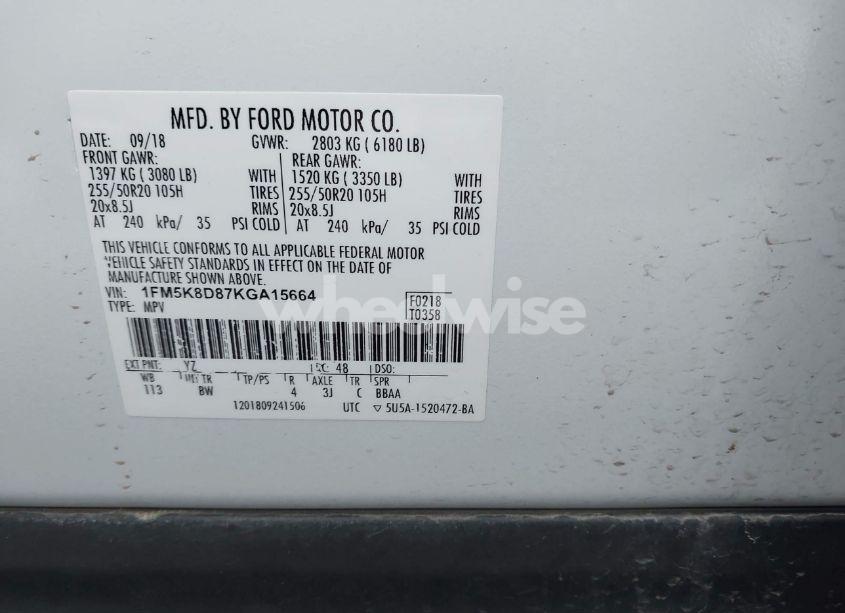 MFD. BY FORD MOTOR CO.
DATE: 09/18 GVWR: 2803 KG ( 6180 LB)
FRONT GAWR: REAR GAWR:
1397 KG ( 3080 LB) WITH 1520 KG ( 3350 LB) WITH
255/50R20 105H TIRES 255/50R20 105H TIRES
20x8.5J RIMS 20x8.5J RIMS
AT 240 kPa/ 35 PSI COLD AT 240 kPa/ 35 PSI COLD
THIS VEHICLE CONFORMS TO ALL APPLICABLE FEDERAL MOTOR
VEHICLE SAFETY STANDARDS IN EFFECT ON THE DATE OF
MANUFACTURE SHOWN ABOVE.
VIN: 1FM5K8D87KGA15664 F0218
TYPE: MPV T0358
wheelwise
EXT PNT: YZ RC: 48 DSO:
WB INT TR TP/PS R AXLE TR SPR
113 BW 4 3J C BBAA
1201809241506 UTC ▽ 5U5A-1520472-BA